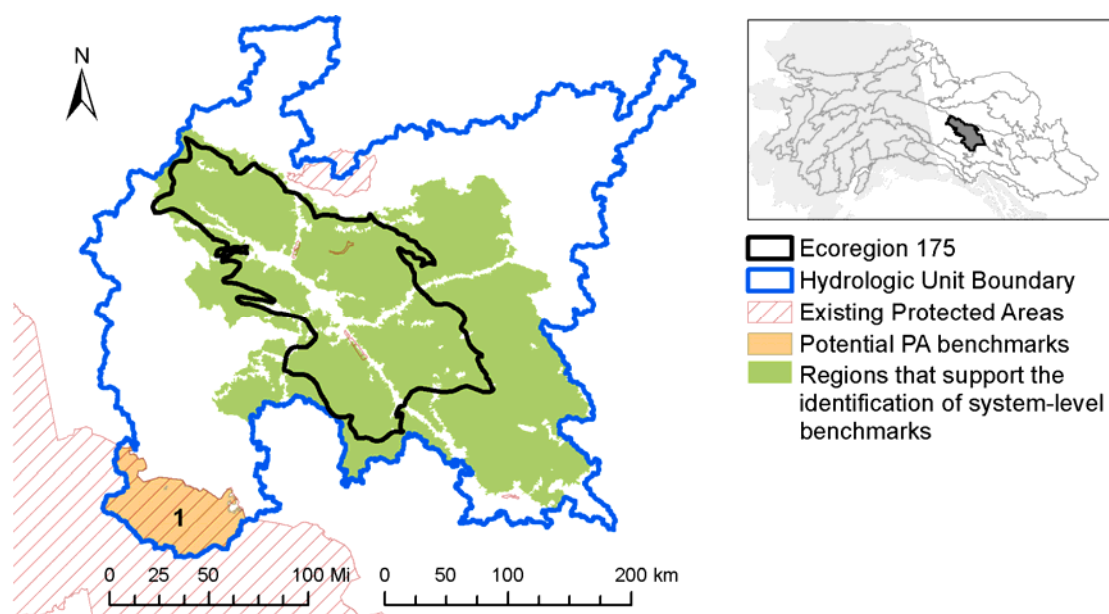 N
1
0 25 50 100 Mi
0 50 100 200 km
Ecoregion 175
Hydrologic Unit Boundary
Existing Protected Areas
Potential PA benchmarks
Regions that support the
identification of system-level
benchmarks